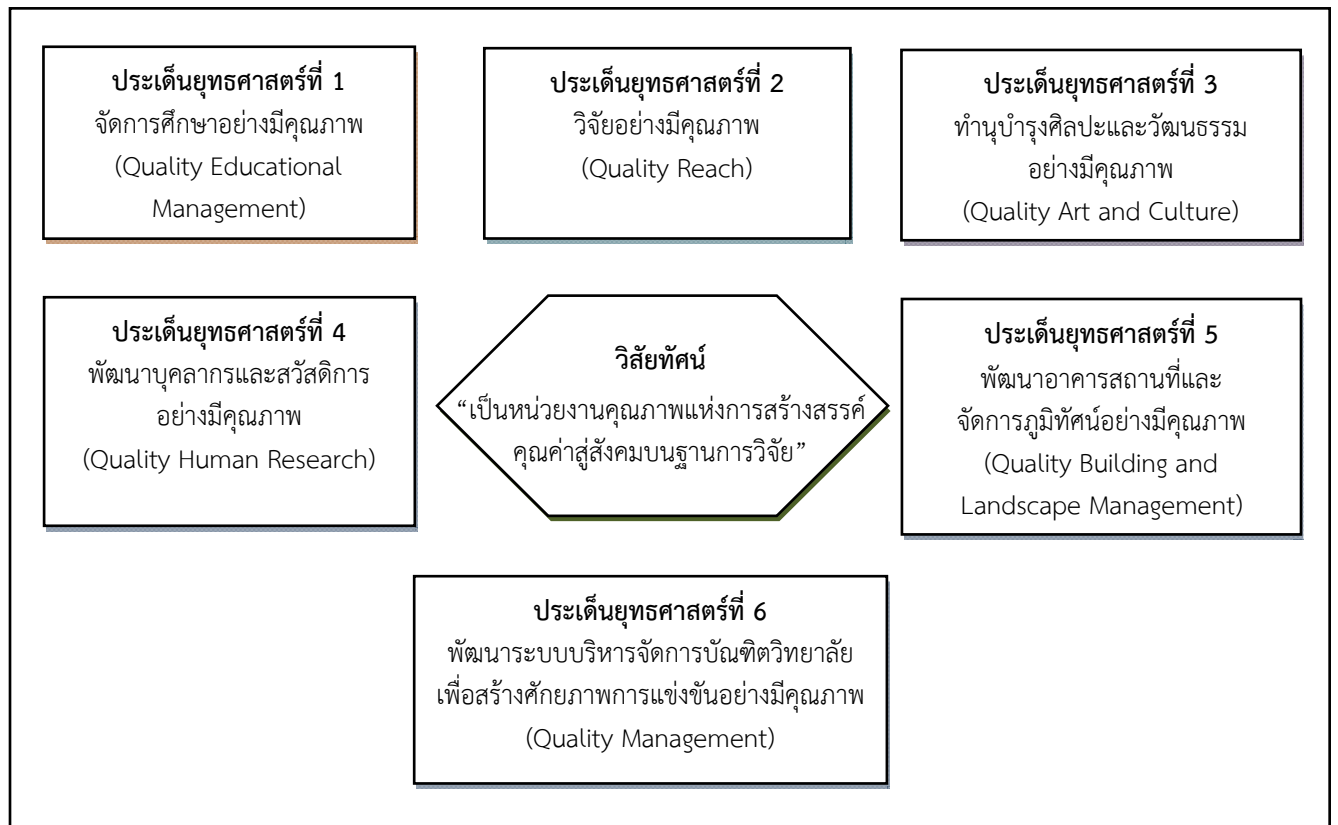 ประเด็นยุทธศาสตร์ที่ 1
จัดการศึกษาอย่างมีคุณภาพ
(Quality Educational
Management)
ประเด็นยุทธศาสตร์ที่ 2
วิจัยอย่างมีคุณภาพ
(Quality Reach)
ประเด็นยุทธศาสตร์ที่ 3
ทำนุบำรุงศิลปะและวัฒนธรรม
อย่างมีคุณภาพ
(Quality Art and Culture)
ประเด็นยุทธศาสตร์ที่ 4
พัฒนาบุคลากรและสวัสดิการ
อย่างมีคุณภาพ
(Quality Human Research)
วิสัยทัศน์
“เป็นหน่วยงานคุณภาพแห่งการสร้างสรรค์
คุณค่าสู่สังคมบนฐานการวิจัย”
ประเด็นยุทธศาสตร์ที่ 5
พัฒนาอาคารสถานที่และ
จัดการภูมิทัศน์อย่างมีคุณภาพ
(Quality Building and
Landscape Management)
ประเด็นยุทธศาสตร์ที่ 6
พัฒนาระบบบริหารจัดการบัณฑิตวิทยาลัย
เพื่อสร้างศักยภาพการแข่งขันอย่างมีคุณภาพ
(Quality Management)